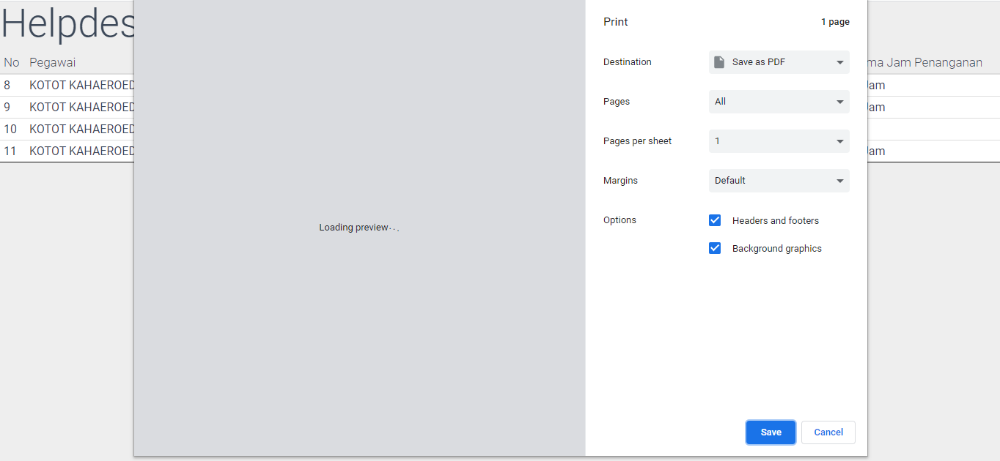 Helpdes
No Pegawai
ma Jam Penanganan
8 KOTOT KAHAEROED
Jam
9 KOTOT KAHAEROED
Jam
10 KOTOT KAHAEROED
11 KOTOT KAHAEROED
Jam
Loading preview...
Print 1 page
Destination Save as PDF
Pages All
Pages per sheet 1
Margins Default
Options Headers and footers
Background graphics
Save Cancel